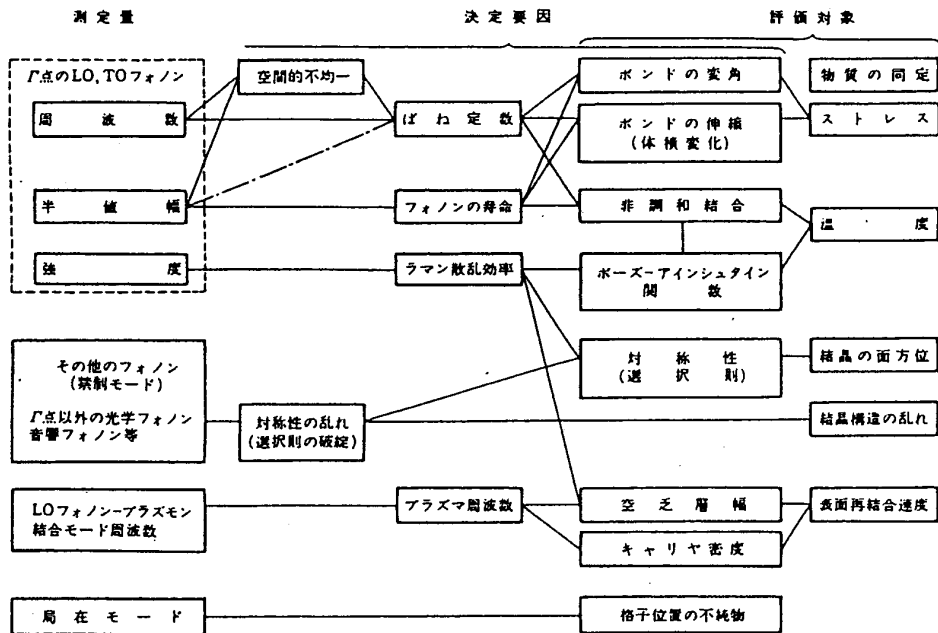 測定量
決定要因
評価対象
Γ点のLO,TOフォノン
周波数
半値幅
強度
空間的不均一
ばね定数
フォノンの寿命
ラマン散乱効率
ボンドの変角
ボンドの伸縮
(体積変化)
非調和結合
ボーズ−アインシュタイン
関数
物質の同定
ストレス
温度
その他のフォノン
(禁制モード)
Γ点以外の光学フォノン
音響フォノン等
対称性の乱れ
(選択則の破綻)
対称性
(選択則)
結晶の面方位
結晶構造の乱れ
LOフォノン−プラズモン
結合モード周波数
プラズマ周波数
空乏層幅
キャリヤ密度
表面再結合速度
局在モード
格子位置の不純物